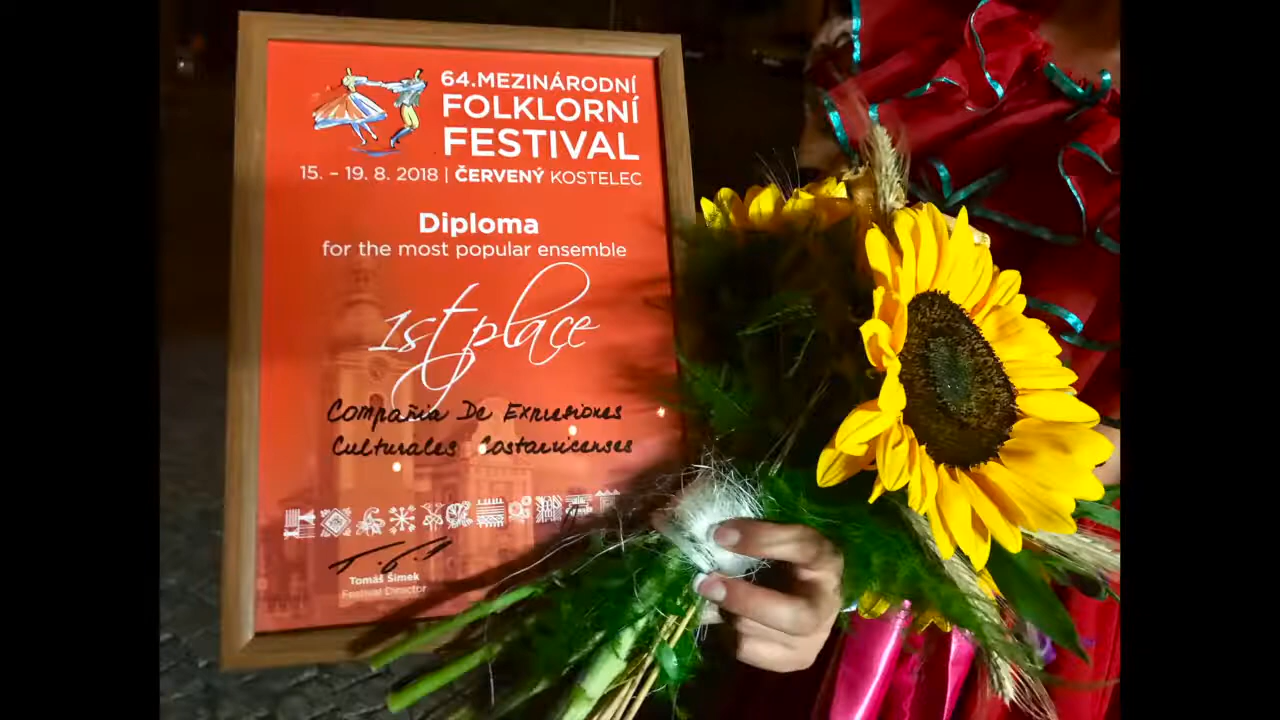 64.MEZINÁRODNÍ
FOLKLORNÍ
FESTIVAL
15. – 19. 8. 2018 | ČERVENÝ KOSTELEC
Diploma
for the most popular ensemble
1st place
Compañia De Expresiones
Culturales Costarricenses
Tomáš Šimek
Festival Director